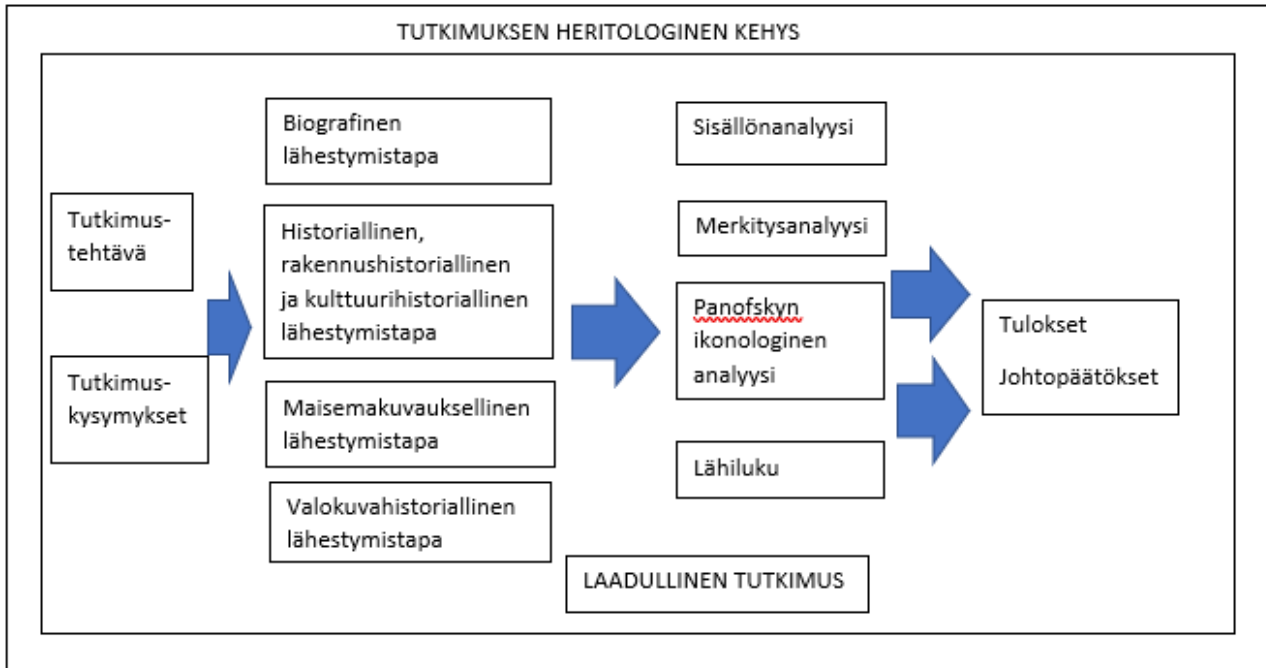 TUTKIMUKSEN HERITOLOGINEN KEHYS
Tutkimus-
tehtävä
Tutkimus-
kysymykset
Biografinen
lähestymistapa
Historiallinen,
rakennushistoriallinen
ja kulttuurihistoriallinen
lähestymistapa
Maisemakuvauksellinen
lähestymistapa
Valokuvahistoriallinen
lähestymistapa
Sisällönanalyysi
Merkitysanalyysi
Panofskyn
ikonologinen
analyysi
Lähiluku
Tulokset
Johtopäätökset
LAADULLINEN TUTKIMUS